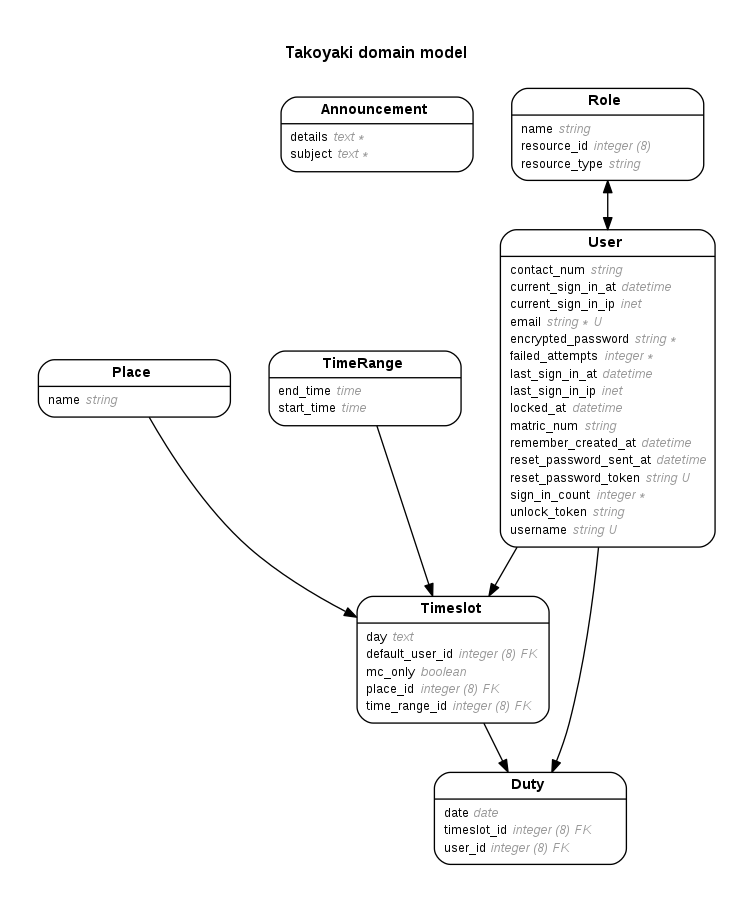 Takoyaki domain model
Announcement
details text ∗
subject text ∗
Role
name string
resource_id integer (8)
resource_type string
User
contact_num string
current_sign_in_at datetime
current_sign_in_ip inet
email string ∗ U
encrypted_password string ∗
failed_attempts integer ∗
last_sign_in_at datetime
last_sign_in_ip inet
locked_at datetime
matric_num string
remember_created_at datetime
reset_password_sent_at datetime
reset_password_token string U
sign_in_count integer ∗
unlock_token string
username string U
Place
name string
TimeRange
end_time time
start_time time
Timeslot
day text
default_user_id integer (8) FK
mc_only boolean
place_id integer (8) FK
time_range_id integer (8) FK
Duty
date date
timeslot_id integer (8) FK
user_id integer (8) FK